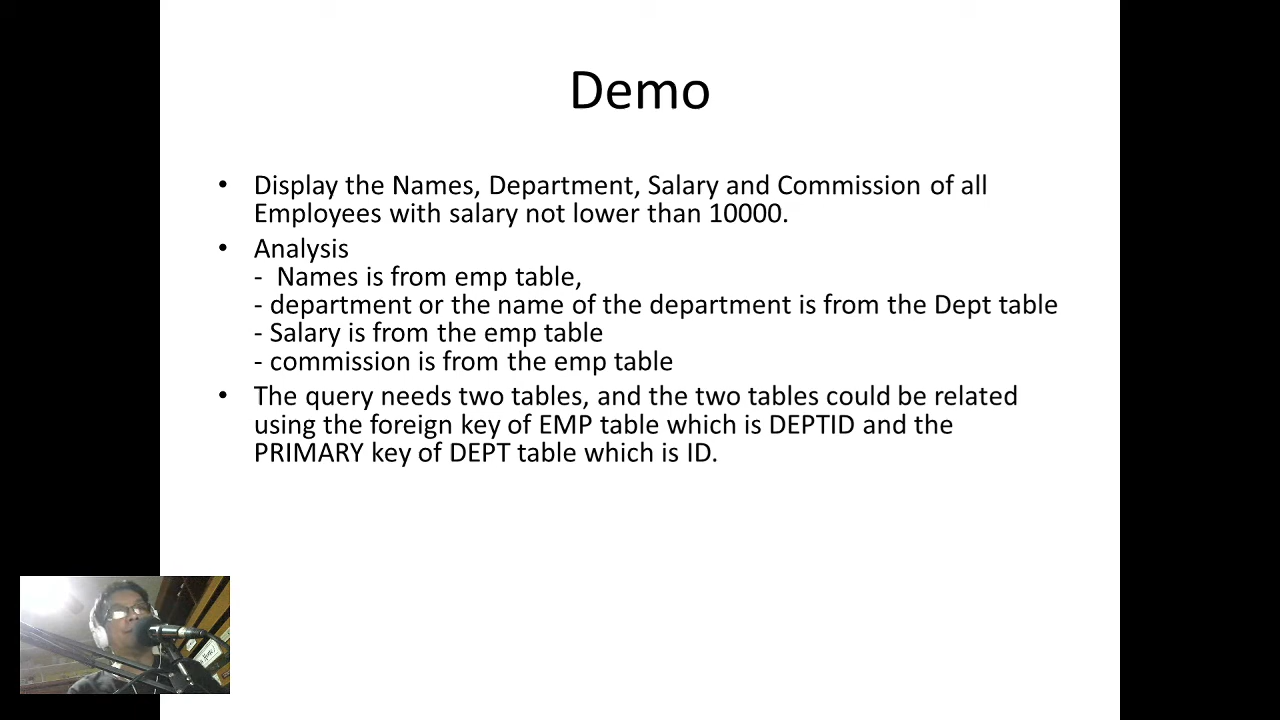 Demo
• Display the Names, Department, Salary and Commission of all
Employees with salary not lower than 10000.
• Analysis
- Names is from emp table,
- department or the name of the department is from the Dept table
- Salary is from the emp table
- commission is from the emp table
• The query needs two tables, and the two tables could be related
using the foreign key of EMP table which is DEPTID and the
PRIMARY key of DEPT table which is ID.